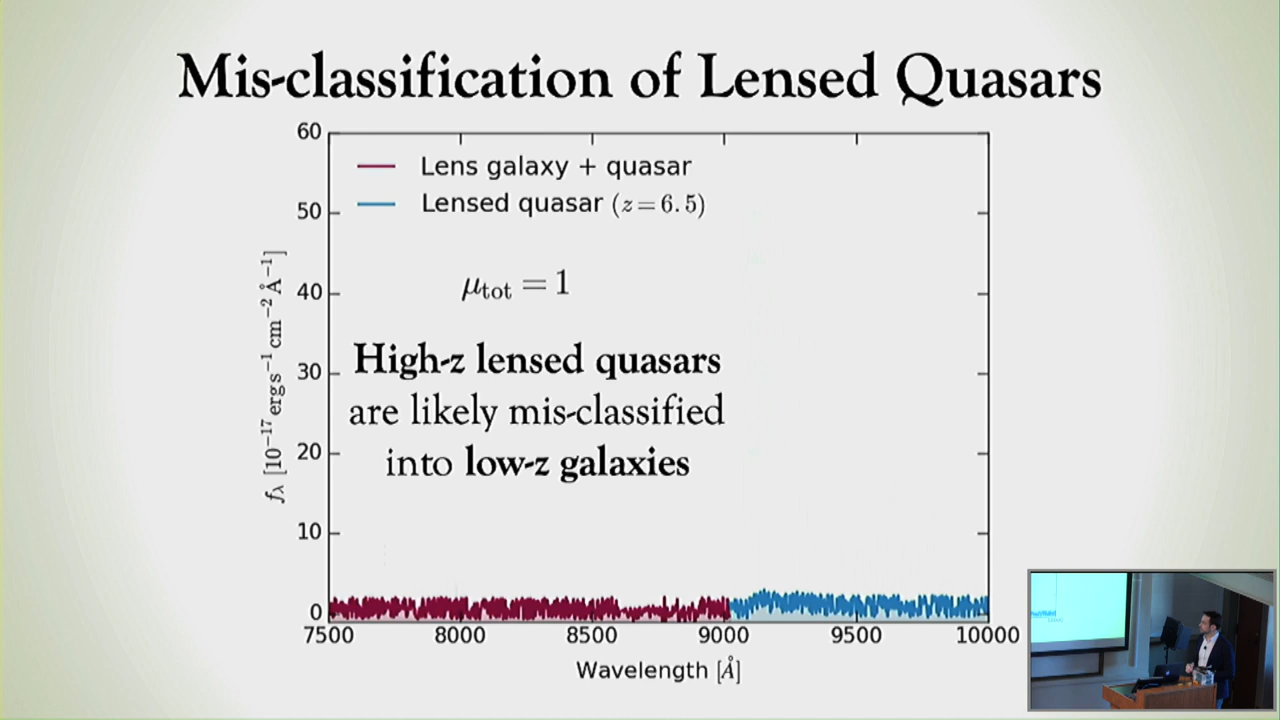 Mis-classification of Lensed Quasars
60
50
40
30
20
10
0
Lens galaxy + quasar
Lensed quasar (z = 6.5)
μtot = 1
High-z lensed quasars
are likely mis-classified
into low-z galaxies
fλ [10−17 erg s−1 cm−2 Å−1]
7500 8000 8500 9000 9500 10000
Wavelength [Å]